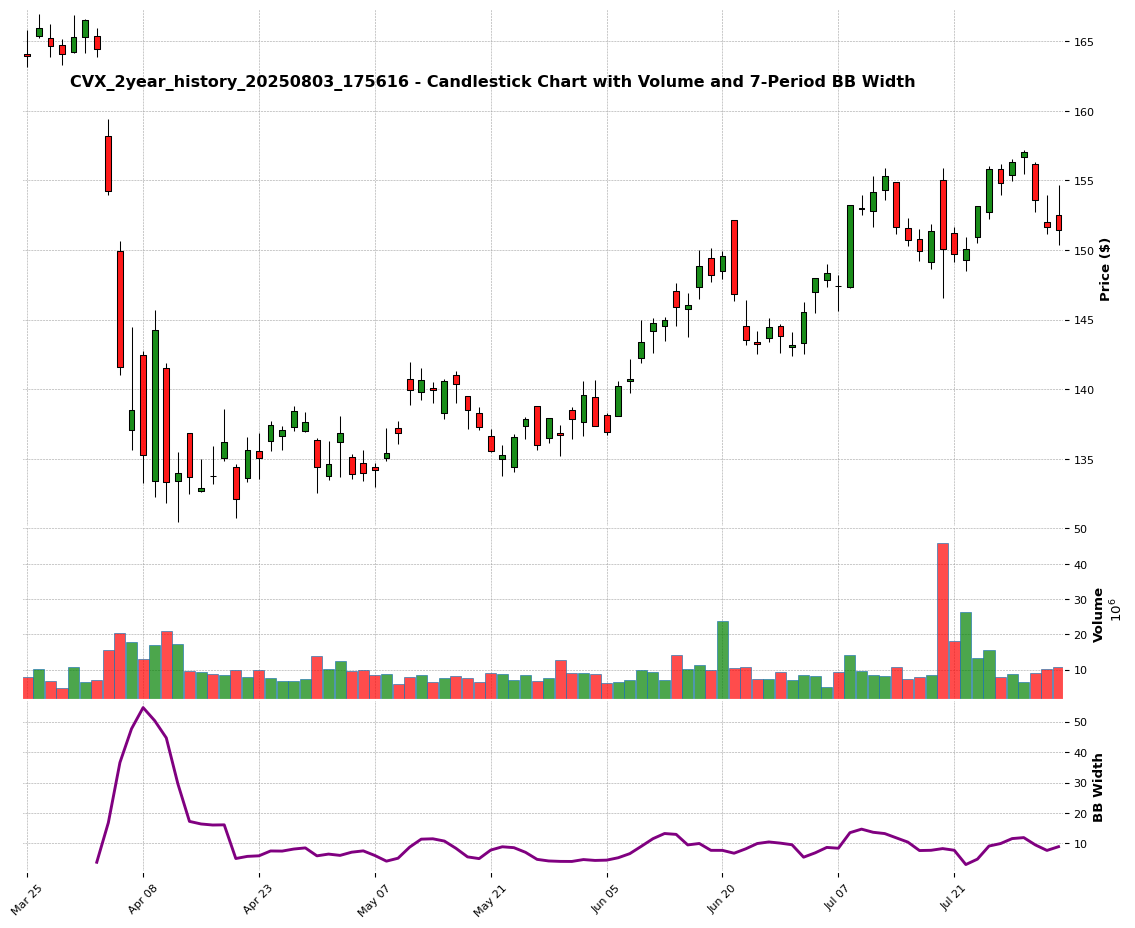 CVX_2year_history_20250803_175616 - Candlestick Chart with Volume and 7-Period BB Width
165
160
155
150
145
140
135
Price ($)
50
40
30
20
10
Volume
10^6
50
40
30
20
10
BB Width
Mar 25
Apr 08
Apr 23
May 07
May 21
Jun 05
Jun 20
Jul 07
Jul 21